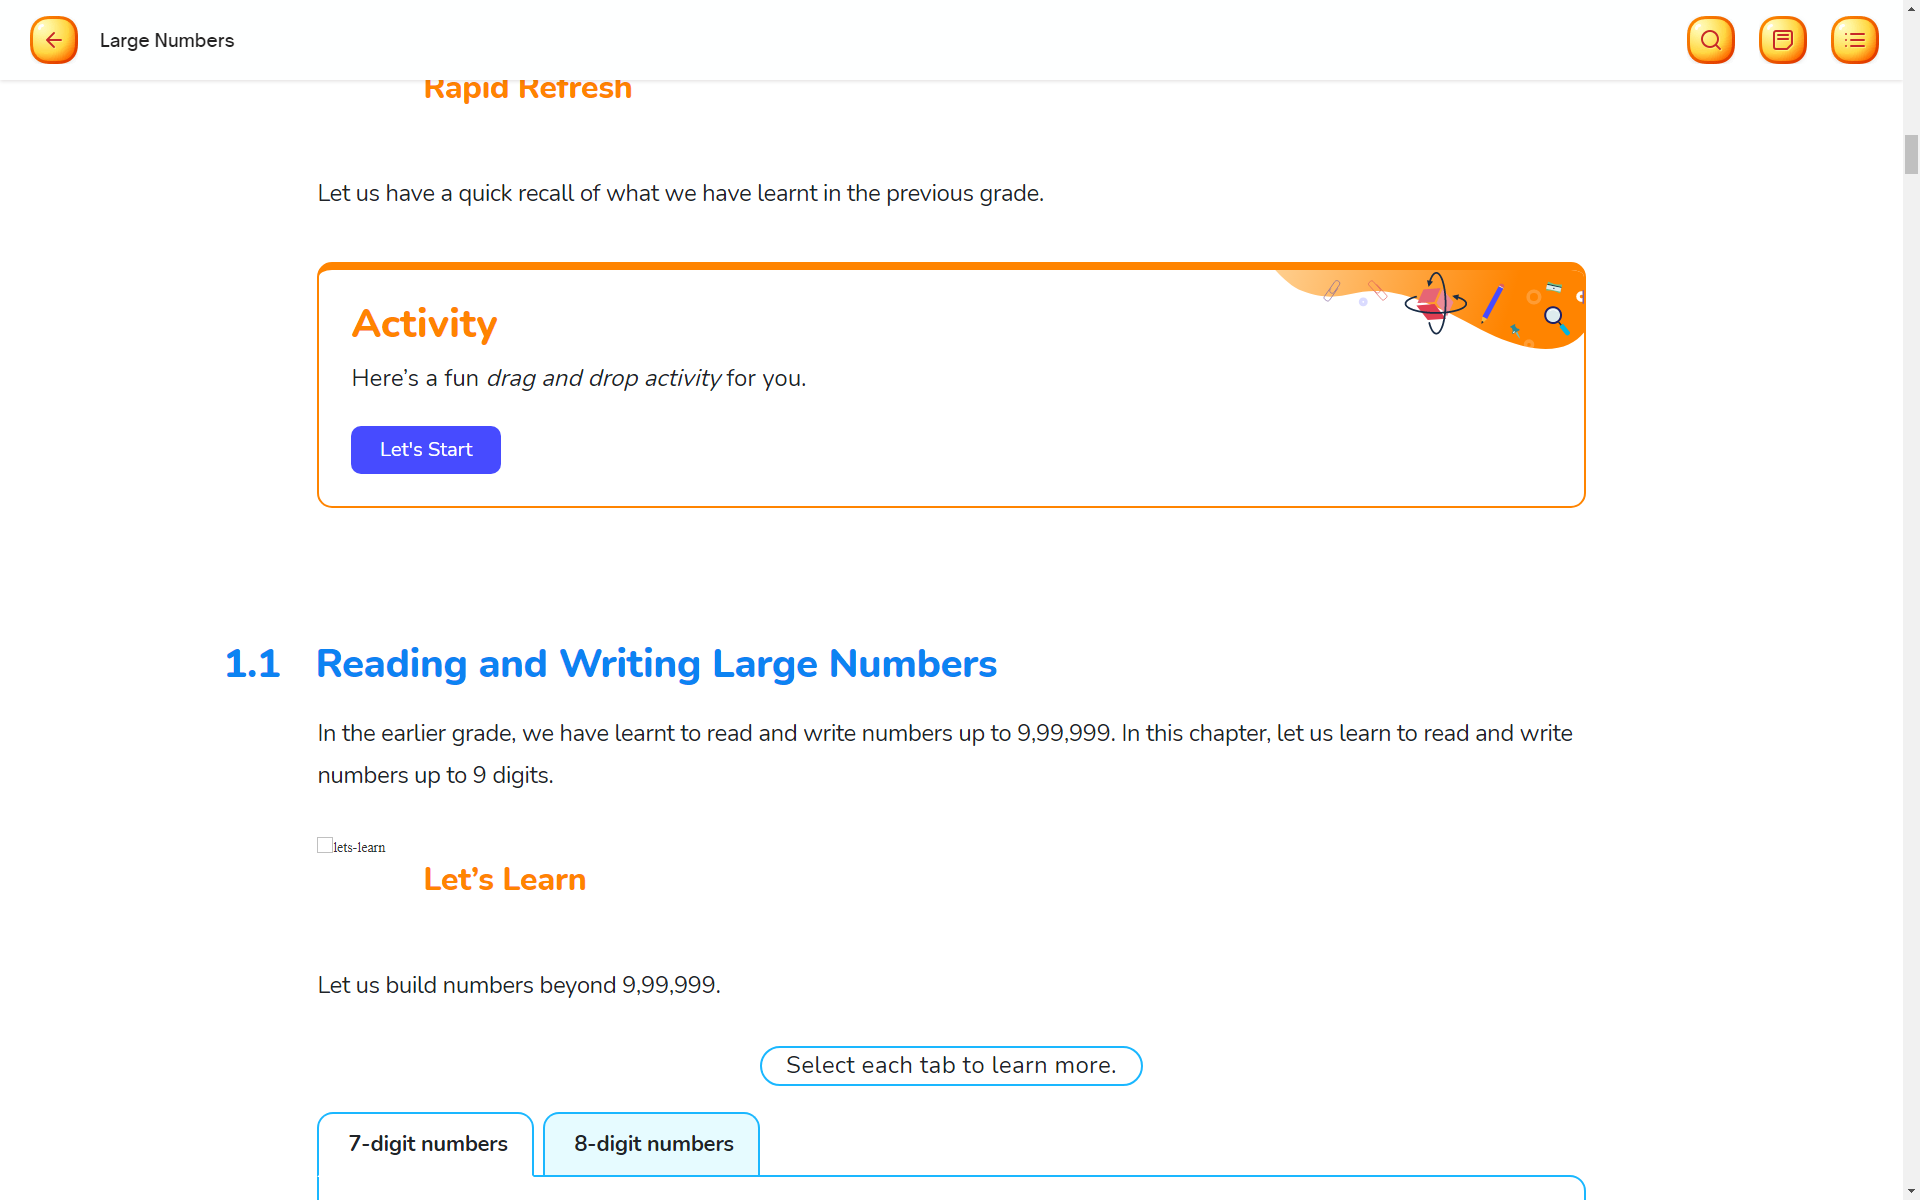 Large Numbers
Rapid Refresh
Let us have a quick recall of what we have learnt in the previous grade.
Activity
Here’s a fun drag and drop activity for you.
Let's Start
1.1 Reading and Writing Large Numbers
In the earlier grade, we have learnt to read and write numbers up to 9,99,999. In this chapter, let us learn to read and write
numbers up to 9 digits.
lets-learn
Let’s Learn
Let us build numbers beyond 9,99,999.
Select each tab to learn more.
7-digit numbers
8-digit numbers